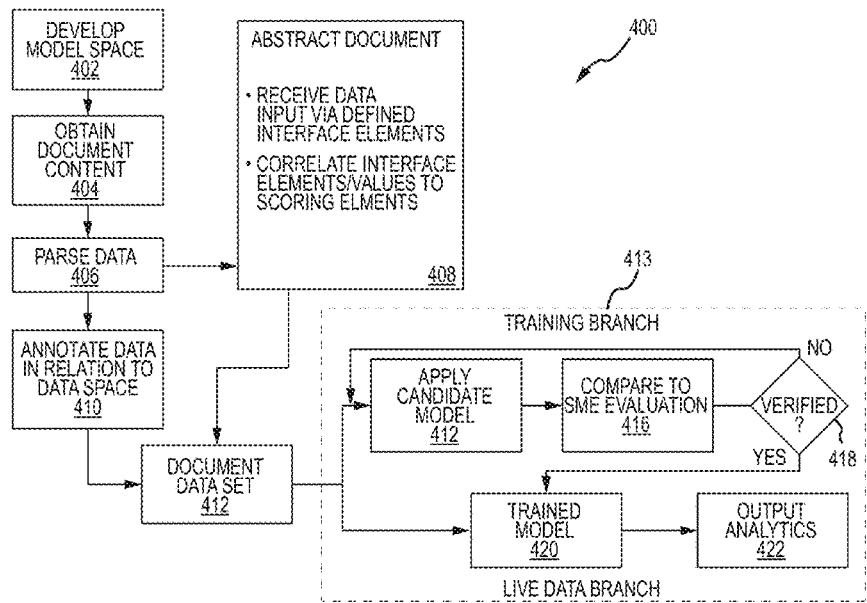 DEVELOP
MODEL SPACE
402
OBTAIN
DOCUMENT
CONTENT
404
PARSE DATA
406
ANNOTATE DATA
IN RELATION TO
DATA SPACE
410
ABSTRACT DOCUMENT
• RECEIVE DATA
INPUT VIA DEFINED
INTERFACE ELEMENTS
• CORRELATE INTERFACE
ELEMENTS/VALUES TO
SCORING ELMENTS
408
400
413
DOCUMENT
DATA SET
412
TRAINING BRANCH
APPLY
CANDIDATE
MODEL
412
COMPARE TO
SME EVALUATION
416
NO
VERIFIED
?
418
YES
TRAINED
MODEL
420
OUTPUT
ANALYTICS
422
LIVE DATA BRANCH